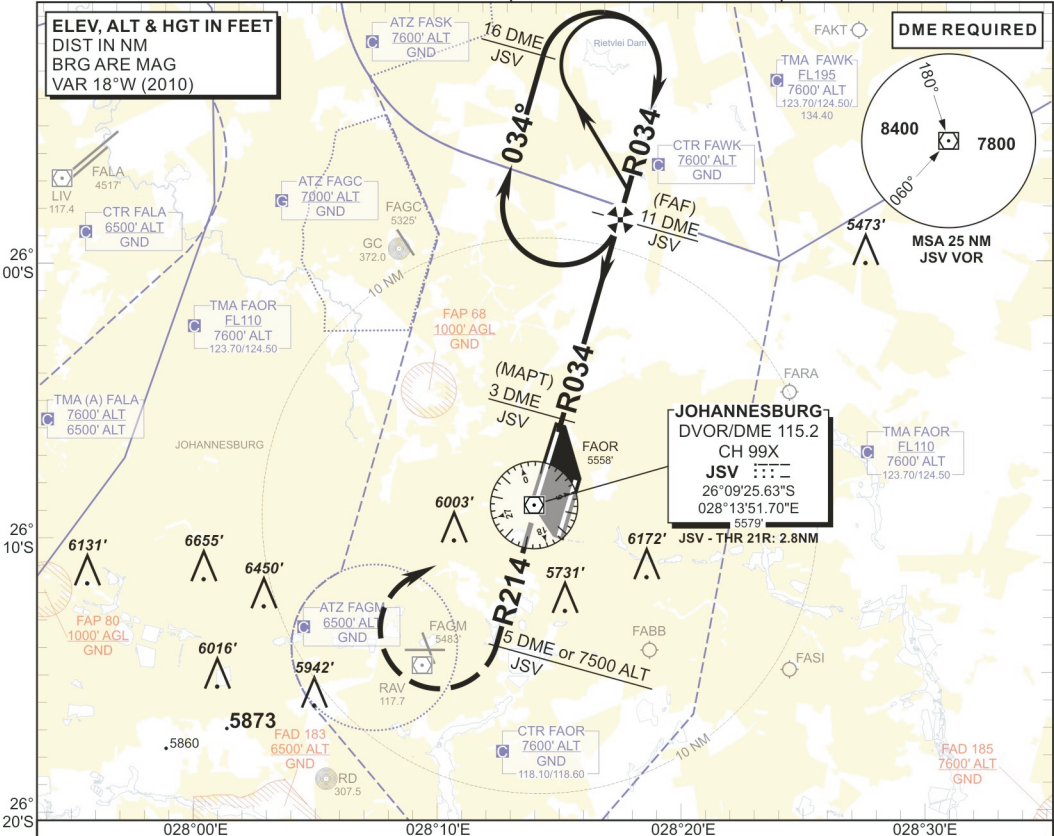 ELEV, ALT & HGT IN FEET
DIST IN NM
BRG ARE MAG
VAR 18°W (2010)
ATZ FASK
7600' ALT
GND
C
16 DME
JSV
Rietvlei Dam
FAKT
DME REQUIRED
TMA FAWK
FL195
7600' ALT
123.70/124.50/
134.40
C
180°
8400
7800
060°
MSA 25 NM
JSV VOR
034°
R034
CTR FAWK
7600' ALT
GND
C
FALA
4517'
LIV
117.4
CTR FALA
6500' ALT
GND
C
ATZ FAGC
7000' ALT
GND
G
FAGC
5325'
GC
372.0
10 NM
(FAF)
11 DME
JSV
5473'
26°
00'S
TMA FAOR
FL110
7600' ALT
123.70/124.50
C
FAP 68
1000' AGL
GND
R034
(MAPT)
3 DME
JSV
FARA
TMA (A) FALA
7600' ALT
6500' ALT
C
JOHANNESBURG
FAOR
5558'
JOHANNESBURG
DVOR/DME 115.2
CH 99X
JSV
26°09'25.63"S
028°13'51.70"E
5579'
JSV - THR 21R: 2.8NM
TMA FAOR
FL110
7600' ALT
123.70/124.50
C
0
9
18
27
6003'
6131'
6655'
6450'
6172'
5731'
26°
10'S
R214
5 DME or 7500 ALT
JSV
FAP 80
1000' AGL
GND
ATZ FAGM
6500' ALT
GND
C
FAGM
5483'
RAV
117.7
FABB
FASI
6016'
5942'
5873
5860
FAD 183
6500' ALT
GND
RD
307.5
CTR FAOR
7600' ALT
GND
118.10/118.60
C
10 NM
FAD 185
7600' ALT
GND
26°
20'S
028°00'E
028°10'E
028°20'E
028°30'E